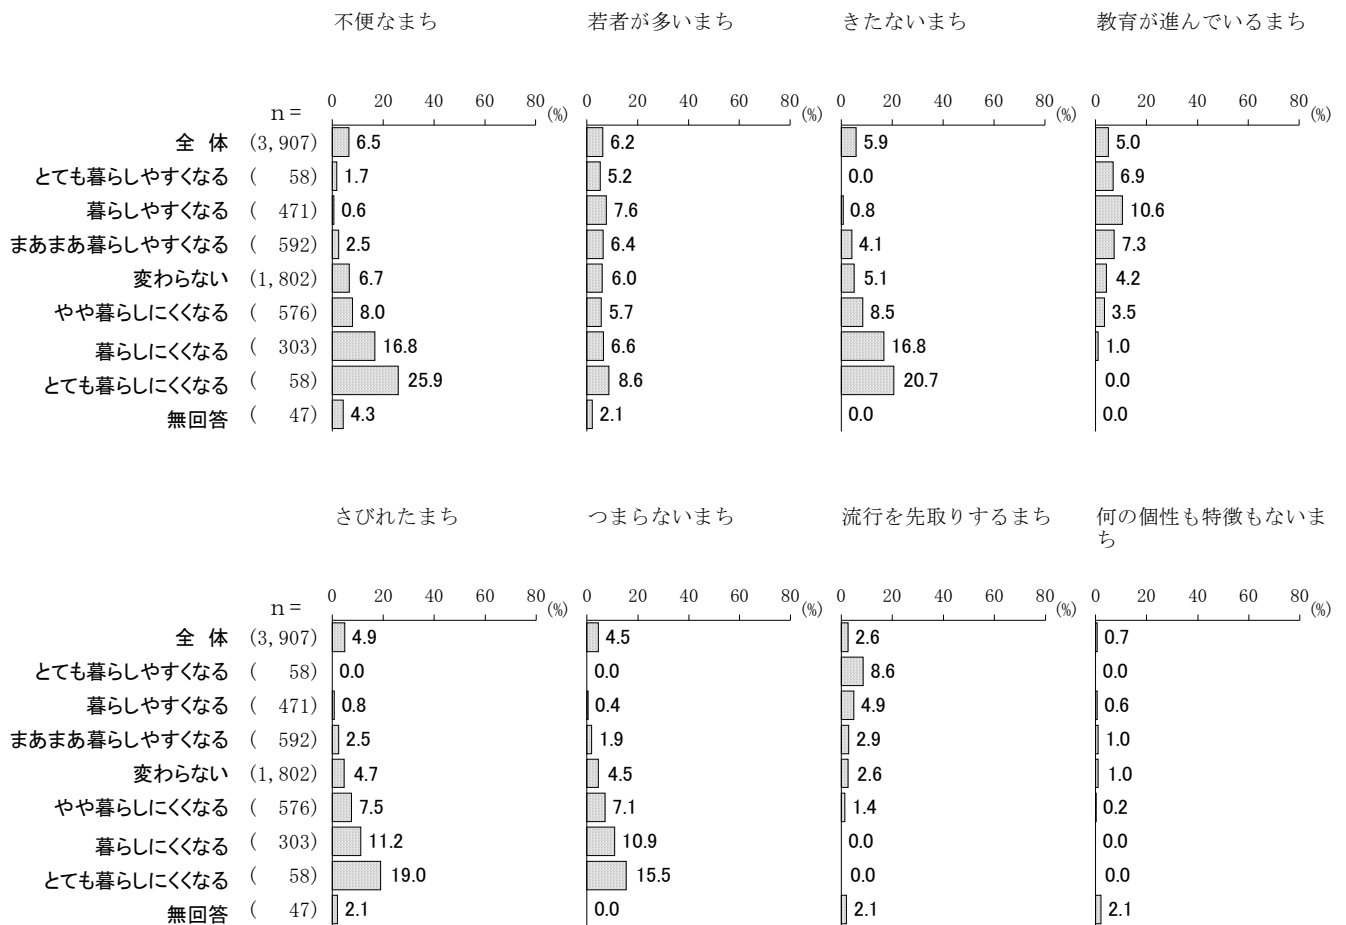 不便なまち 若者が多いまち きたないまち 教育が進んでいるまち
n= 0 20 40 60 80 (%) 0 20 40 60 80 (%) 0 20 40 60 80 (%) 0 20 40 60 80 (%)
全 体 (3,907) 6.5 6.2 5.9 5.0
とても暮らしやすくなる ( 58) 1.7 5.2 0.0 6.9
暮らしやすくなる ( 471) 0.6 7.6 0.8 10.6
まあまあ暮らしやすくなる ( 592) 2.5 6.4 4.1 7.3
変わらない (1,802) 6.7 6.0 5.1 4.2
やや暮らしにくくなる ( 576) 8.0 5.7 8.5 3.5
暮らしにくくなる ( 303) 16.8 6.6 16.8 1.0
とても暮らしにくくなる ( 58) 25.9 8.6 20.7 0.0
無回答 ( 47) 4.3 2.1 0.0 0.0
さびれたまち つまらないまち 流行を先取りするまち 何の個性も特徴もないま
ち
n= 0 20 40 60 80 (%) 0 20 40 60 80 (%) 0 20 40 60 80 (%) 0 20 40 60 80 (%)
全 体 (3,907) 4.9 4.5 2.6 0.7
とても暮らしやすくなる ( 58) 0.0 0.0 8.6 0.0
暮らしやすくなる ( 471) 0.8 0.4 4.9 0.6
まあまあ暮らしやすくなる ( 592) 2.5 1.9 2.9 1.0
変わらない (1,802) 4.7 4.5 2.6 1.0
やや暮らしにくくなる ( 576) 7.5 7.1 1.4 0.2
暮らしにくくなる ( 303) 11.2 10.9 0.0 0.0
とても暮らしにくくなる ( 58) 19.0 15.5 0.0 0.0
無回答 ( 47) 2.1 0.0 2.1 2.1